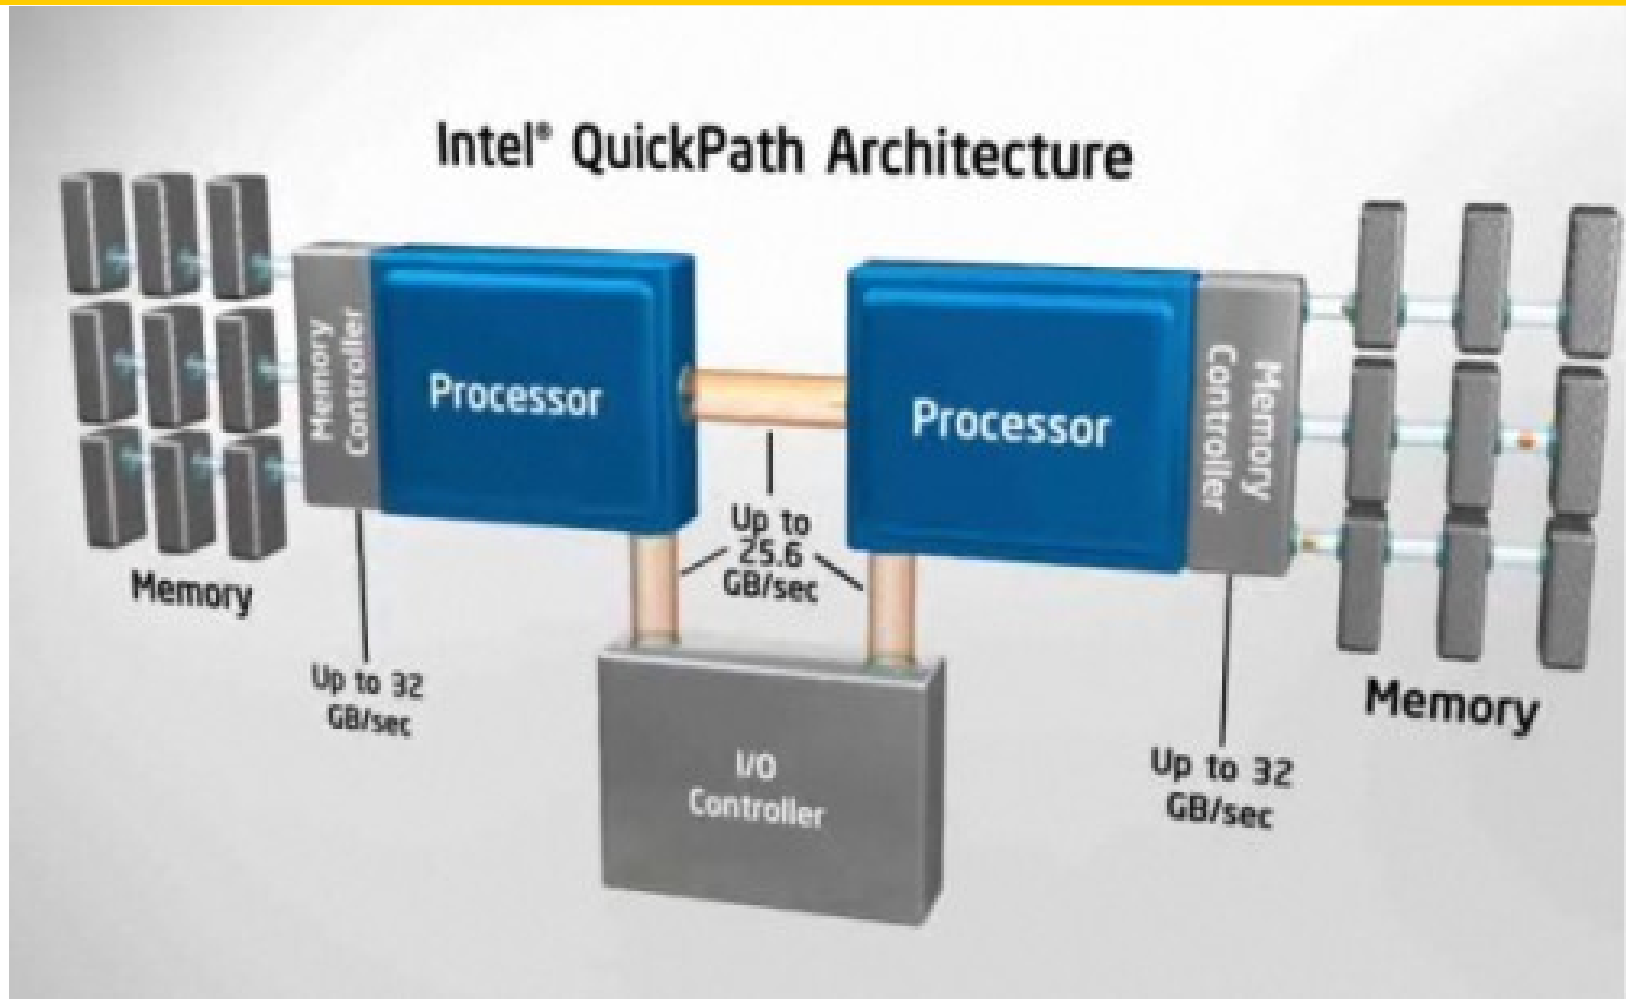 Intel® QuickPath Architecture
Memory
Controller
Processor
Processor
Memory
Controller
Up to
25.6
GB/sec
Memory
Up to 32
GB/sec
I/O
Controller
Memory
Up to 32
GB/sec